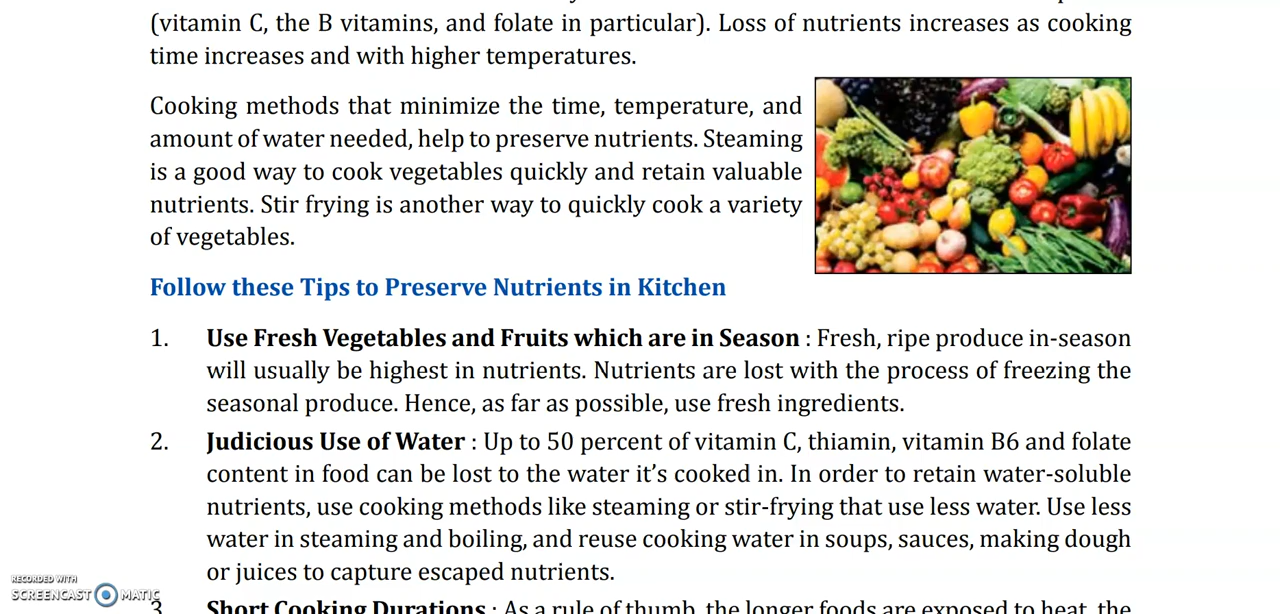 (vitamin C, the B vitamins, and folate in particular). Loss of nutrients increases as cooking
time increases and with higher temperatures.
Cooking methods that minimize the time, temperature, and
amount of water needed, help to preserve nutrients. Steaming
is a good way to cook vegetables quickly and retain valuable
nutrients. Stir frying is another way to quickly cook a variety
of vegetables.
Follow these Tips to Preserve Nutrients in Kitchen
1. Use Fresh Vegetables and Fruits which are in Season : Fresh, ripe produce in-season
will usually be highest in nutrients. Nutrients are lost with the process of freezing the
seasonal produce. Hence, as far as possible, use fresh ingredients.
2. Judicious Use of Water : Up to 50 percent of vitamin C, thiamin, vitamin B6 and folate
content in food can be lost to the water it's cooked in. In order to retain water-soluble
nutrients, use cooking methods like steaming or stir-frying that use less water. Use less
water in steaming and boiling, and reuse cooking water in soups, sauces, making dough
or juices to capture escaped nutrients.
RECORDED WITH
SCREENCAST MATIC
3. Short Cooking Durations : As a rule of thumb, the longer foods are exposed to heat, the